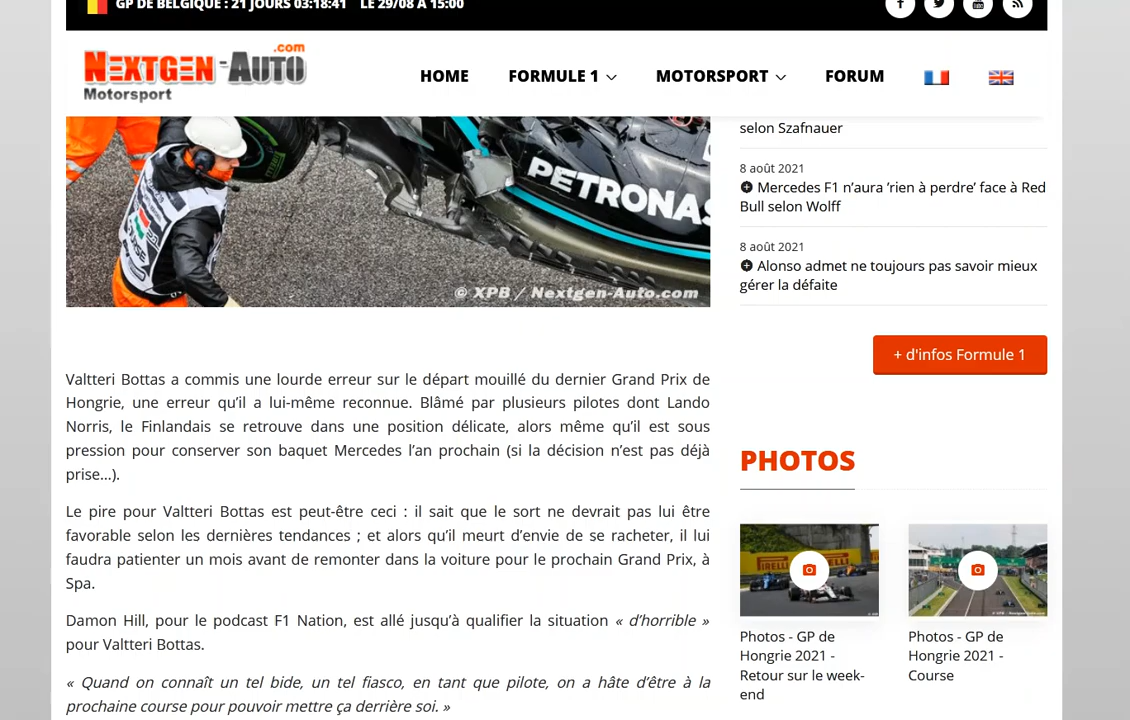 GP DE BELGIQUE : 21 JOURS 03:18:41 LE 29/08 À 15:00
NEXTGEN-AUTO.com
Motorsport
HOME
FORMULE 1
MOTORSPORT
FORUM
PETRONAS
© XPB / Nextgen-Auto.com
Valtteri Bottas a commis une lourde erreur sur le départ mouillé du dernier Grand Prix de
Hongrie, une erreur qu’il a lui-même reconnue. Blâmé par plusieurs pilotes dont Lando
Norris, le Finlandais se retrouve dans une position délicate, alors même qu’il est sous
pression pour conserver son baquet Mercedes l’an prochain (si la décision n’est pas déjà
prise…).
Le pire pour Valtteri Bottas est peut-être ceci : il sait que le sort ne devrait pas lui être
favorable selon les dernières tendances ; et alors qu’il meurt d’envie de se racheter, il lui
faudra patienter un mois avant de remonter dans la voiture pour le prochain Grand Prix, à
Spa.
Damon Hill, pour le podcast F1 Nation, est allé jusqu’à qualifier la situation « d’horrible »
pour Valtteri Bottas.
« Quand on connaît un tel bide, un tel fiasco, en tant que pilote, on a hâte d’être à la
prochaine course pour pouvoir mettre ça derrière soi. »
selon Szafnauer
8 août 2021
Mercedes F1 n’aura ’rien à perdre’ face à Red
Bull selon Wolff
8 août 2021
Alonso admet ne toujours pas savoir mieux
gérer la défaite
+ d'infos Formule 1
PHOTOS
PIRELLI
Photos - GP de
Hongrie 2021 -
Retour sur le week-
end
Photos - GP de
Hongrie 2021 -
Course